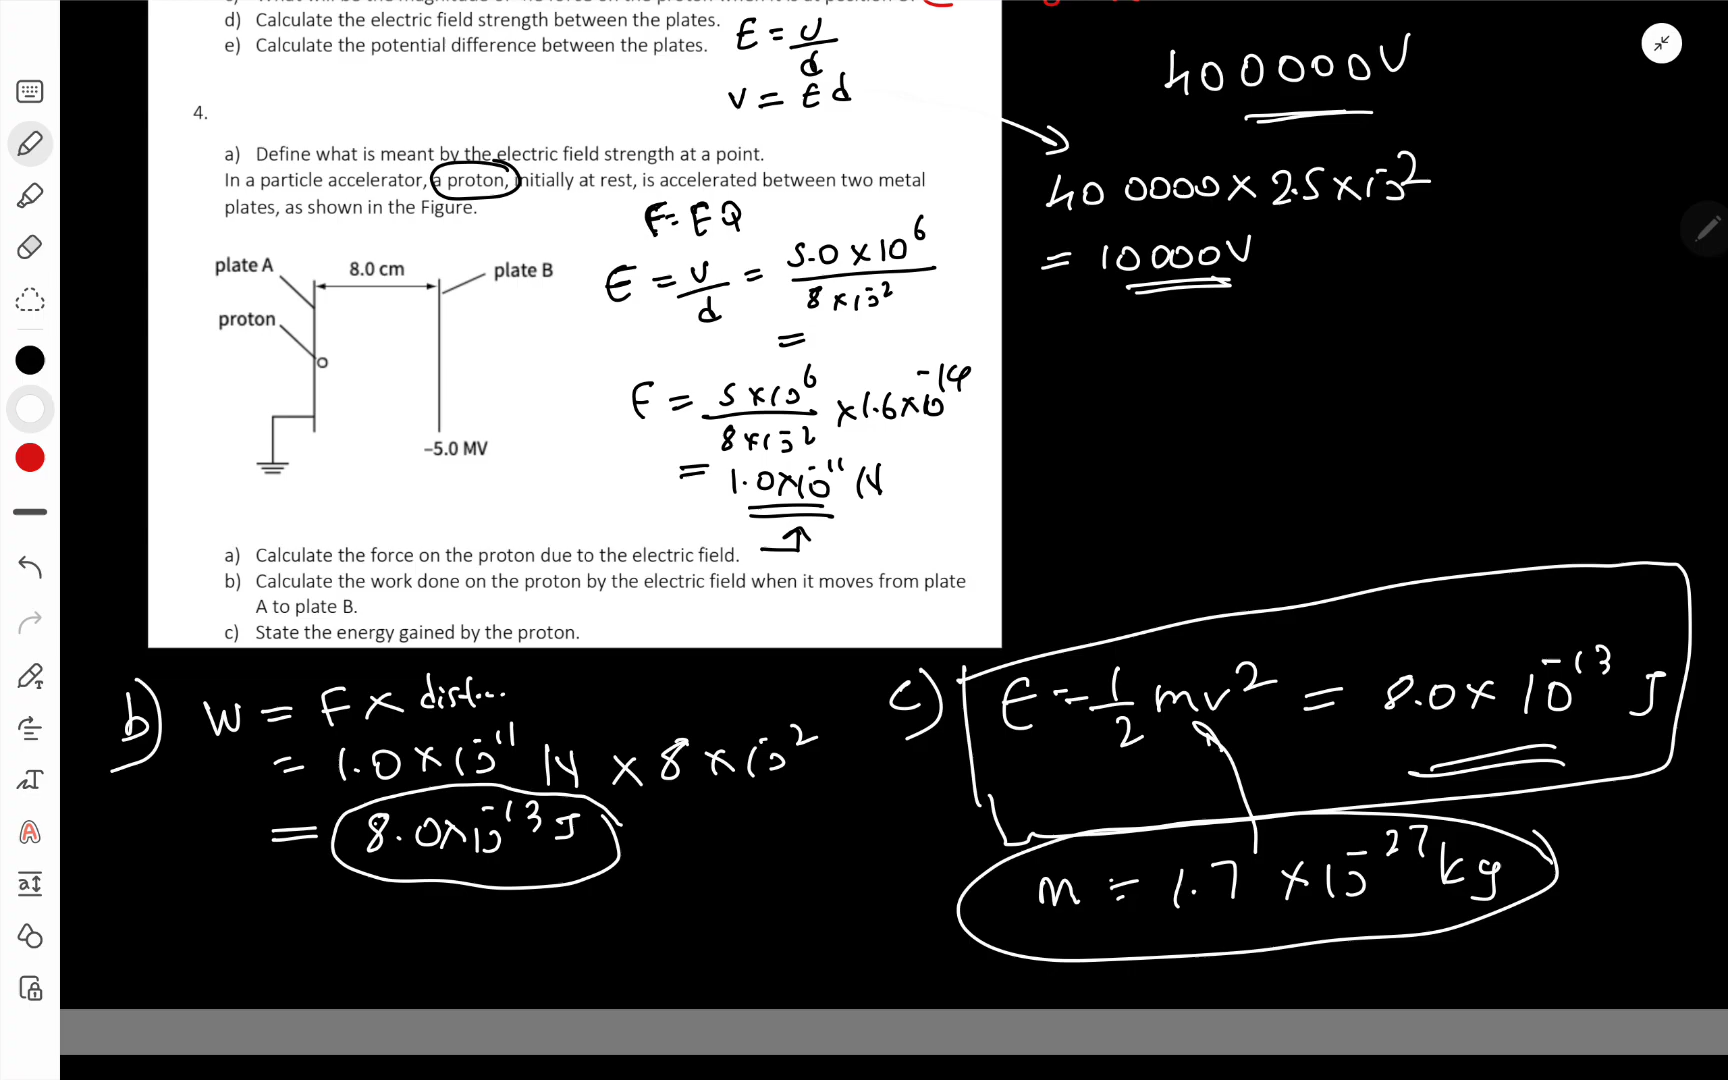 d) Calculate the electric field strength between the plates.
e) Calculate the potential difference between the plates.
E = V/d
V = Ed
400000V
4.
a) Define what is meant by the electric field strength at a point.
In a particle accelerator, a proton, initially at rest, is accelerated between two metal
plates, as shown in the Figure.
400000 × 2.5 × 10⁻²
= 10000V
F = EQ
plate A
8.0 cm
plate B
proton
-5.0 MV
E = V/d = 5.0 × 10⁶ / 8 × 10⁻²
=
F = 5 × 10⁶ / 8 × 10⁻² × 1.6 × 10⁻¹⁹
= 1.0 × 10⁻¹¹ N
a) Calculate the force on the proton due to the electric field.
b) Calculate the work done on the proton by the electric field when it moves from plate
A to plate B.
c) State the energy gained by the proton.
b) W = F × dist...
= 1.0 × 10⁻¹¹ N × 8 × 10⁻²
= 8.0 × 10⁻¹³ J
c) E = 1/2 mv² = 8.0 × 10⁻¹³ J
m = 1.7 × 10⁻²⁷ kg